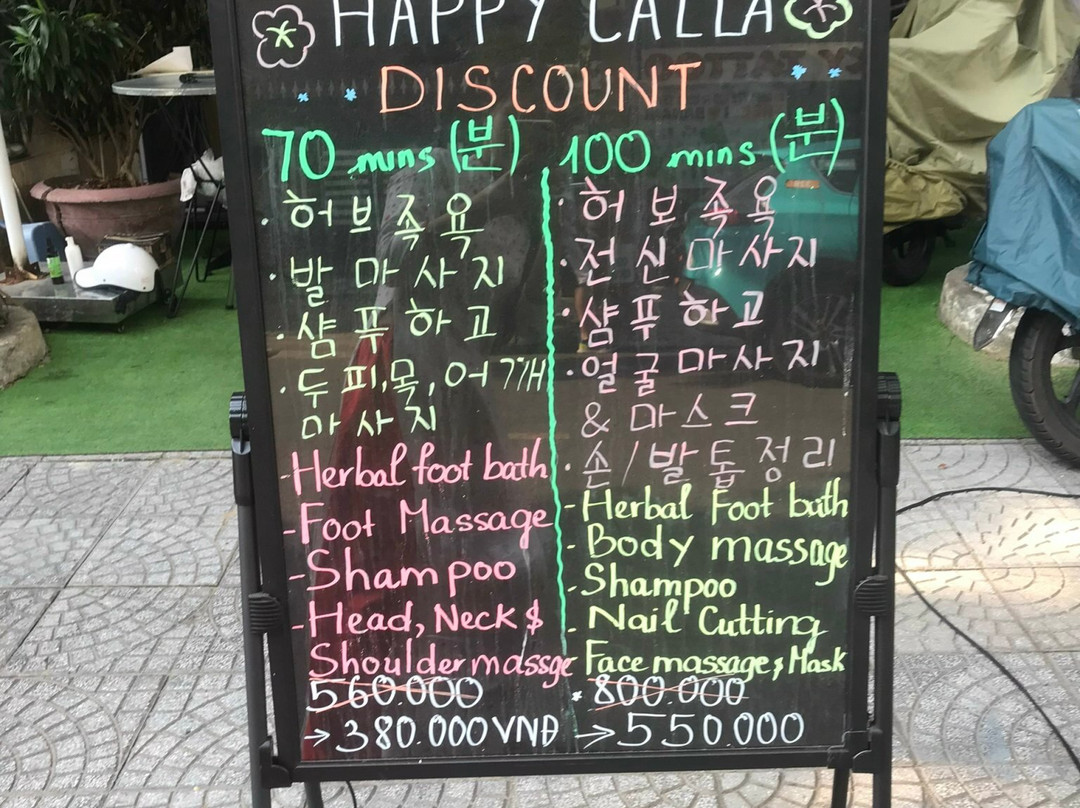 HAPPY CALLA
DISCOUNT
70 mins (분)
· 허브족욕
· 발마사지
· 샴푸하고
· 두피,목,어깨
마사지
-Herbal foot bath
-Foot Massage
-Shampoo
-Head, Neck $
Shoulder massge
560.000
→380.000VNĐ
100 mins (분)
· 허보족욕
· 전신마사지
· 샴푸하고
· 얼굴마사지
& 마스크
· 손/발톱정리
- Herbal Foot bath
- Body massage
- Shampoo
- Nail Cutting
Face massage & Mask
800.000
→550.000